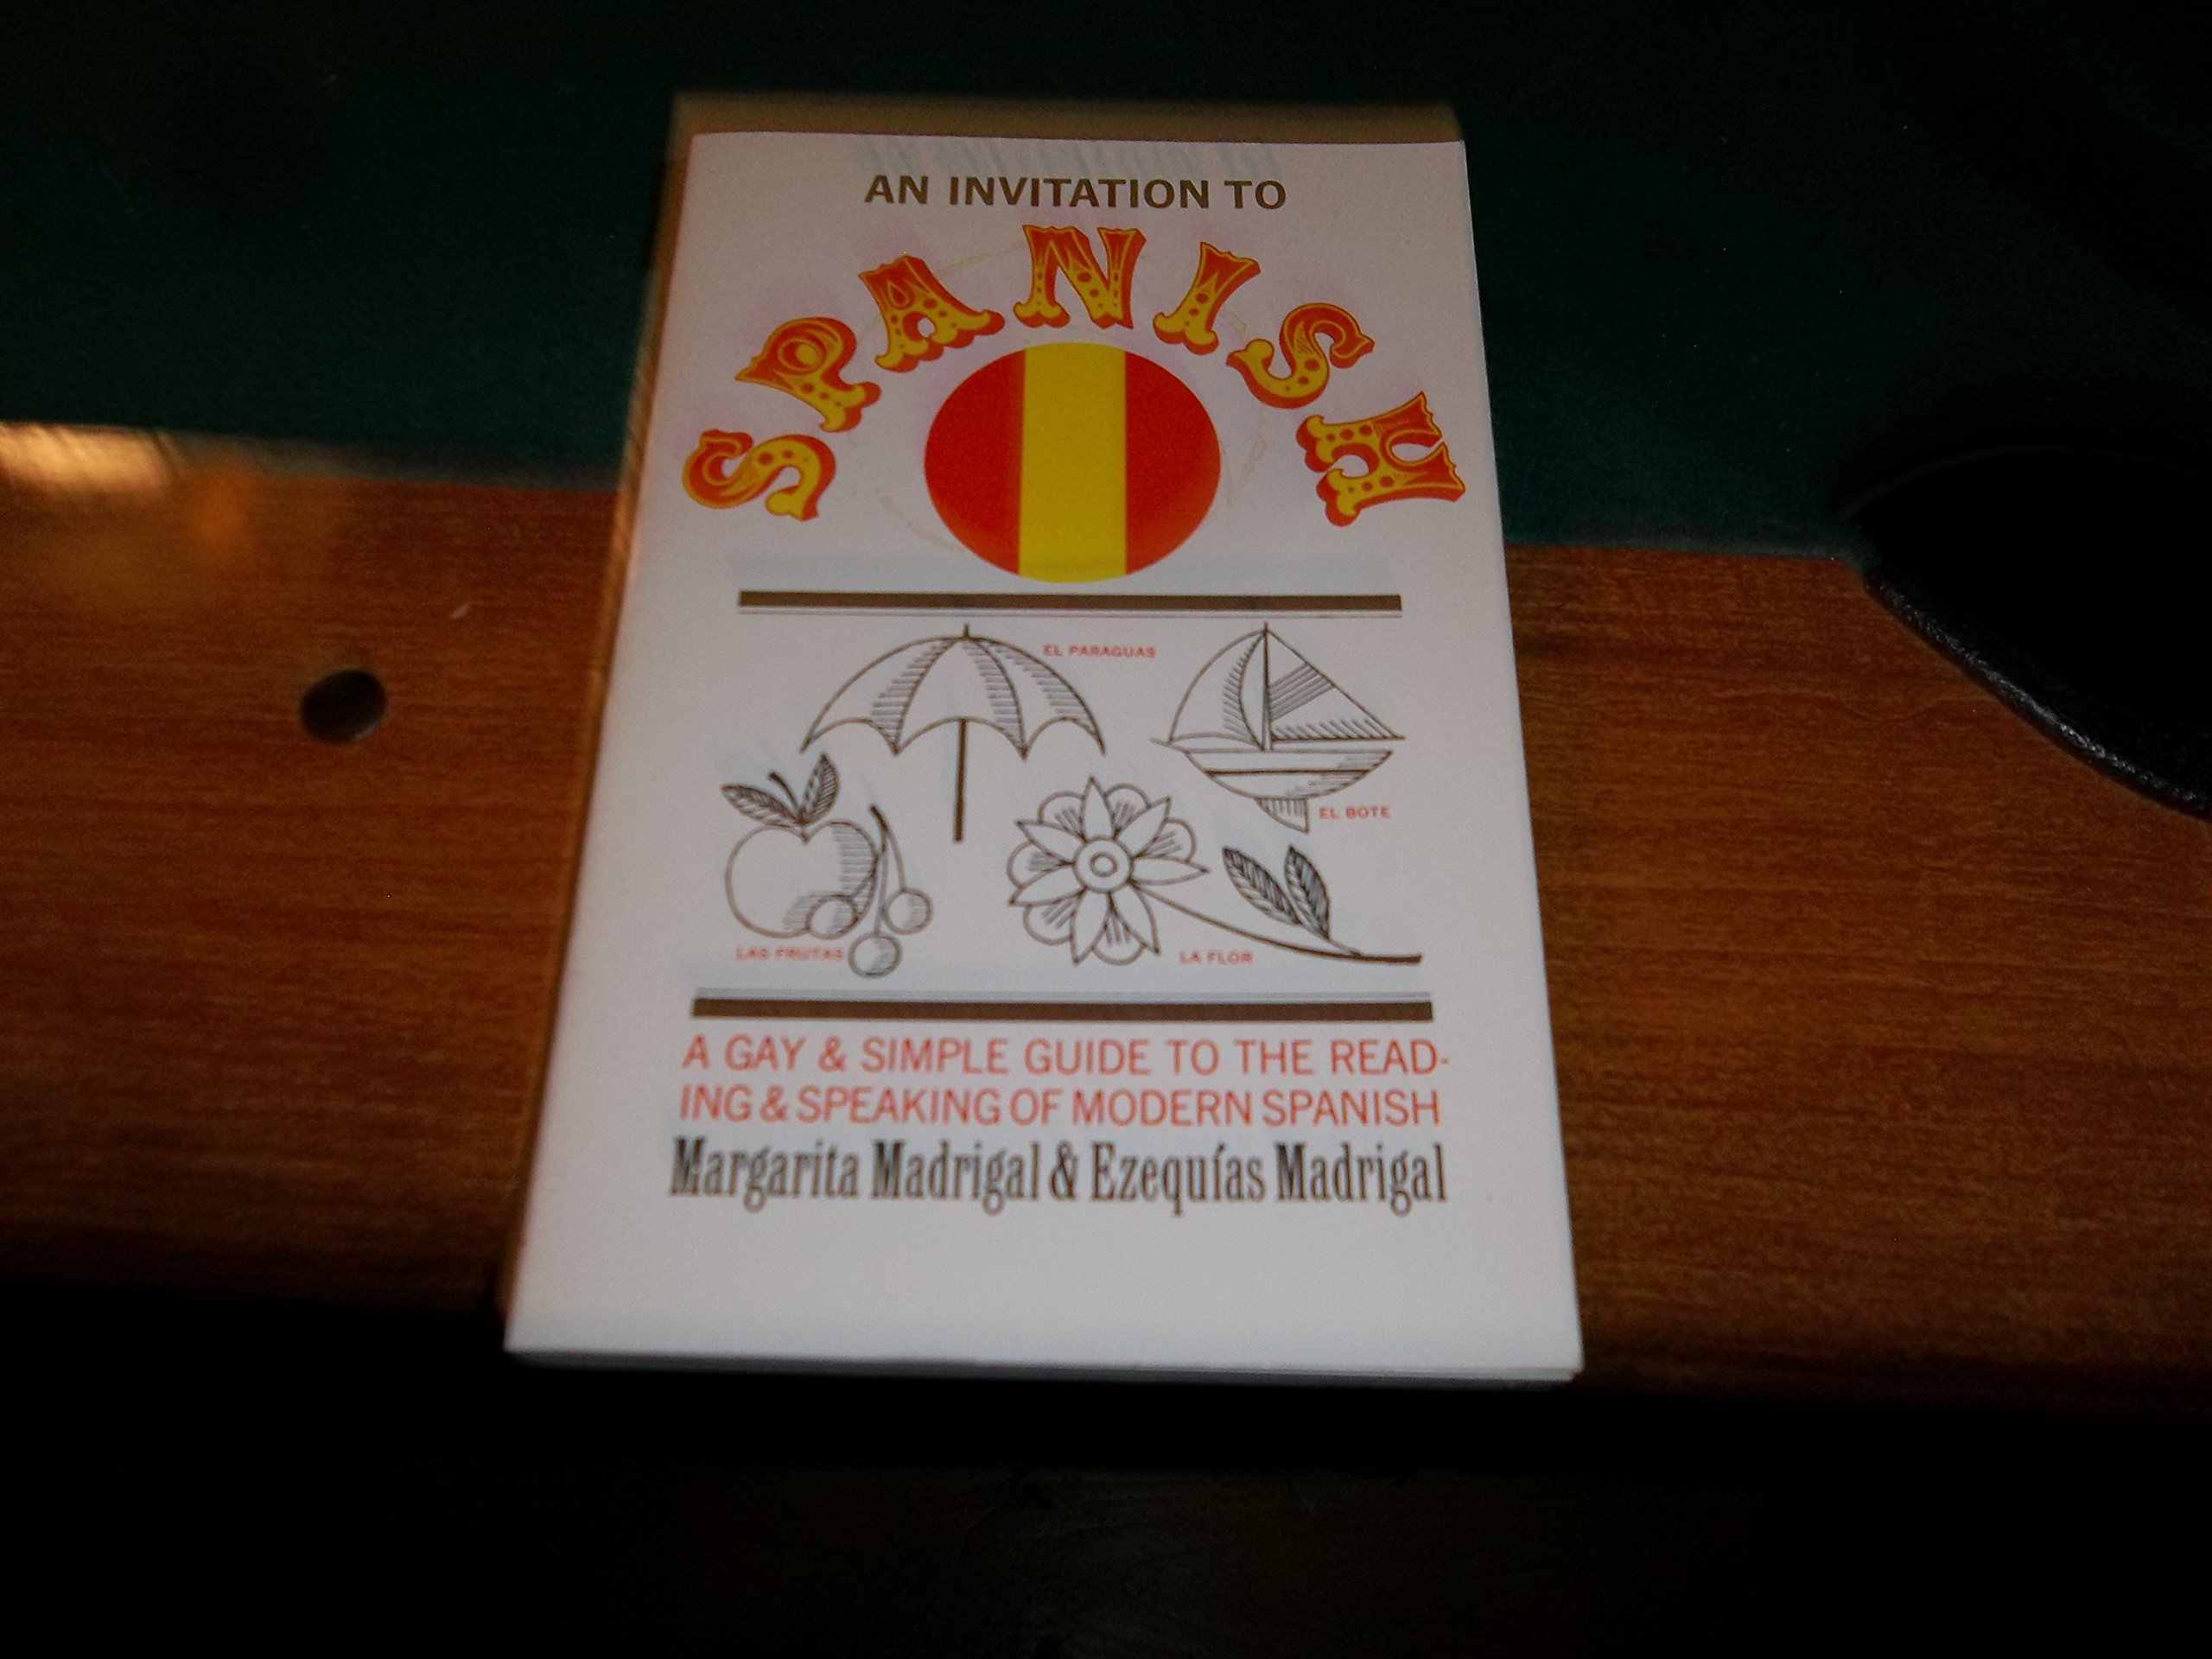 AN INVITATION TO
SPANISH
EL PARAGUAS
EL BOTE
LAS FRUTAS
LA FLOR
A GAY & SIMPLE GUIDE TO THE READ-
ING & SPEAKING OF MODERN SPANISH
Margarita Madrigal & Ezequías Madrigal